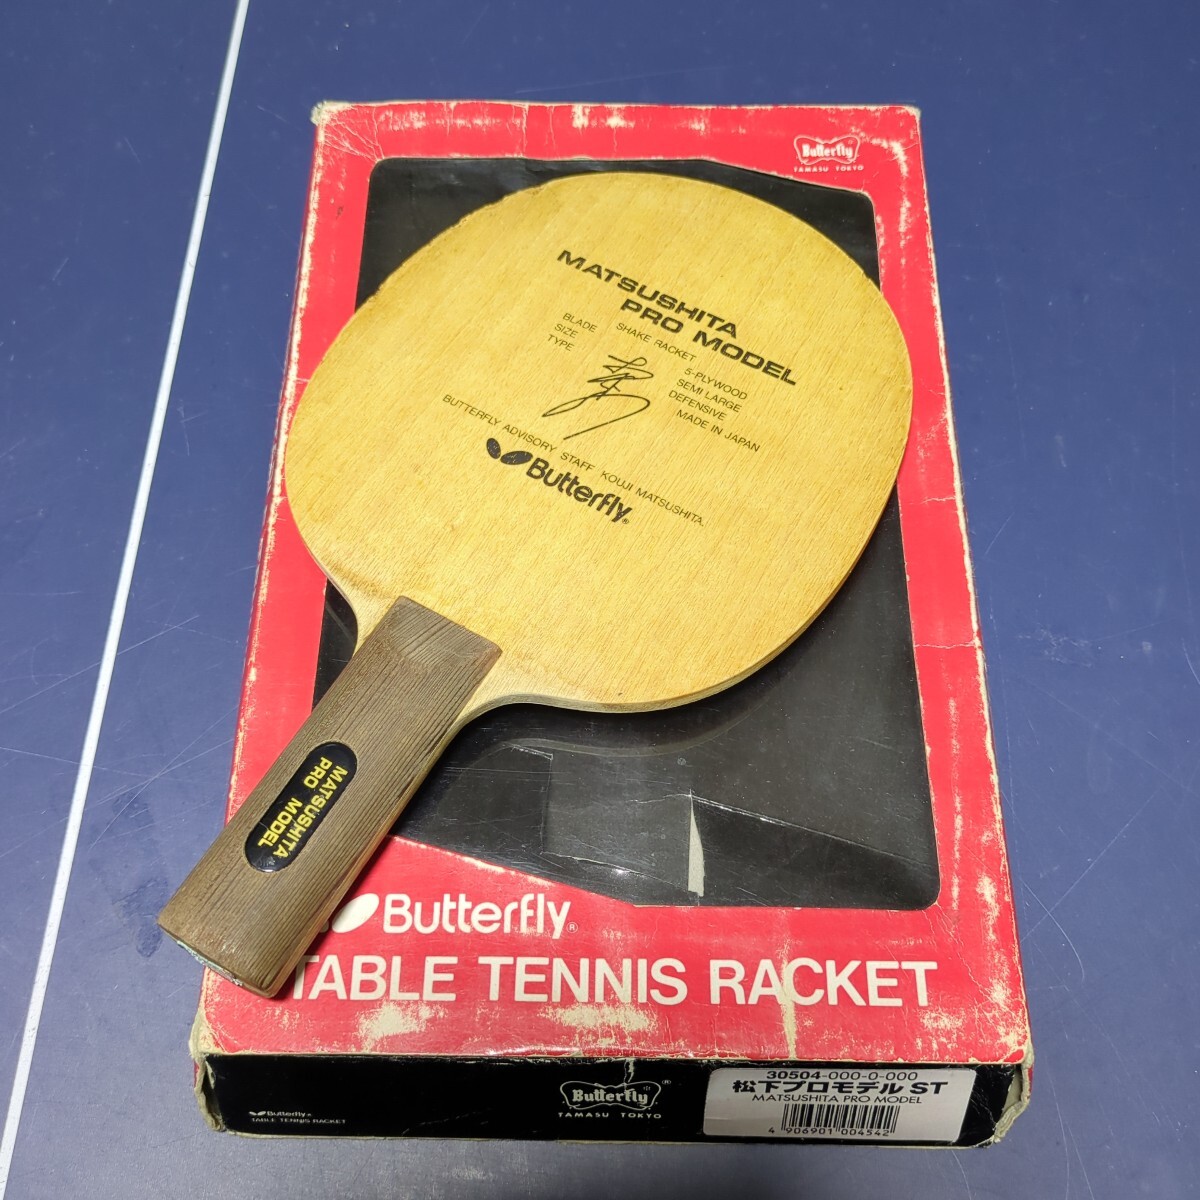 Butterfly
TAMASU TOKYO
MATSUSHITA
PRO MODEL
BLADE SHAKE RACKET
5-PLYWOOD
SIZE SEMI LARGE
TYPE DEFENSIVE
MADE IN JAPAN
BUTTERFLY ADVISORY STAFF KOUJI MATSUSHITA.
Butterfly®
MATSUSHITA
PRO MODEL
Butterfly®
TABLE TENNIS RACKET
Butterfly
TABLE TENNIS RACKET
Butterfly
TAMASU TOKYO
30504-000-0-000
松下プロモデル ST
MATSUSHITA PRO MODEL
4 906901 004542